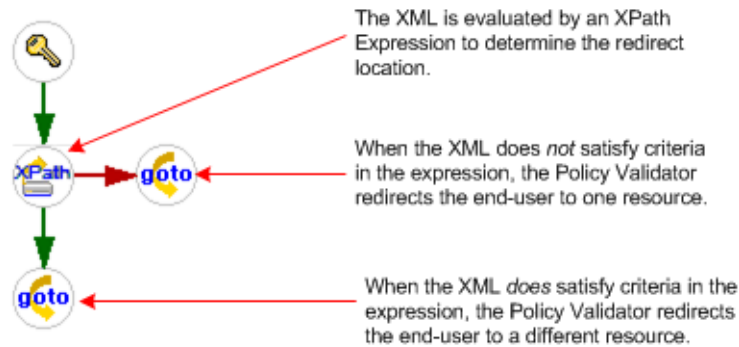 The XML is evaluated by an XPath
Expression to determine the redirect
location.
XPath
goto
When the XML does not satisfy criteria
in the expression, the Policy Validator
redirects the end-user to one resource.
goto
When the XML does satisfy criteria in the
expression, the Policy Validator redirects
the end-user to a different resource.